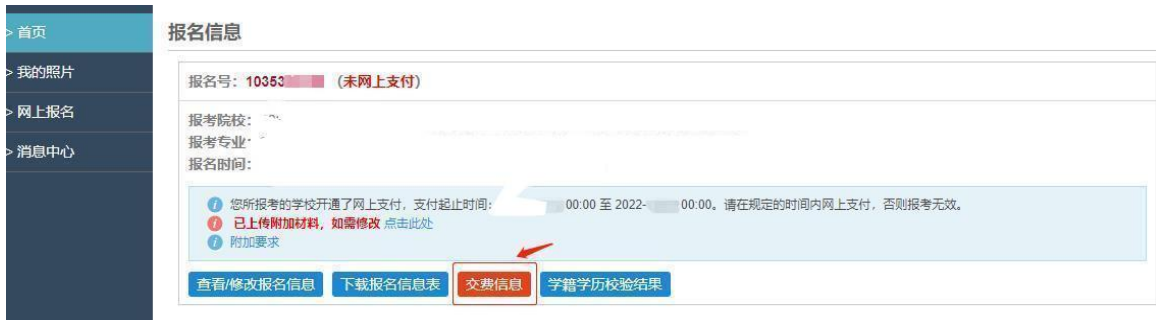 > 首页
> 我的照片
> 网上报名
> 消息中心
报名信息
报名号：10353 （未网上支付）
报考院校：
报考专业：
报名时间：
您所报考的学校开通了网上支付，支付起止时间： 00:00 至 2022- 00:00。请在规定的时间内网上支付，否则报考无效。
已上传附加材料，如需修改 点击此处
附加要求
查看/修改报名信息 下载报名信息表 交费信息 学籍学历校验结果